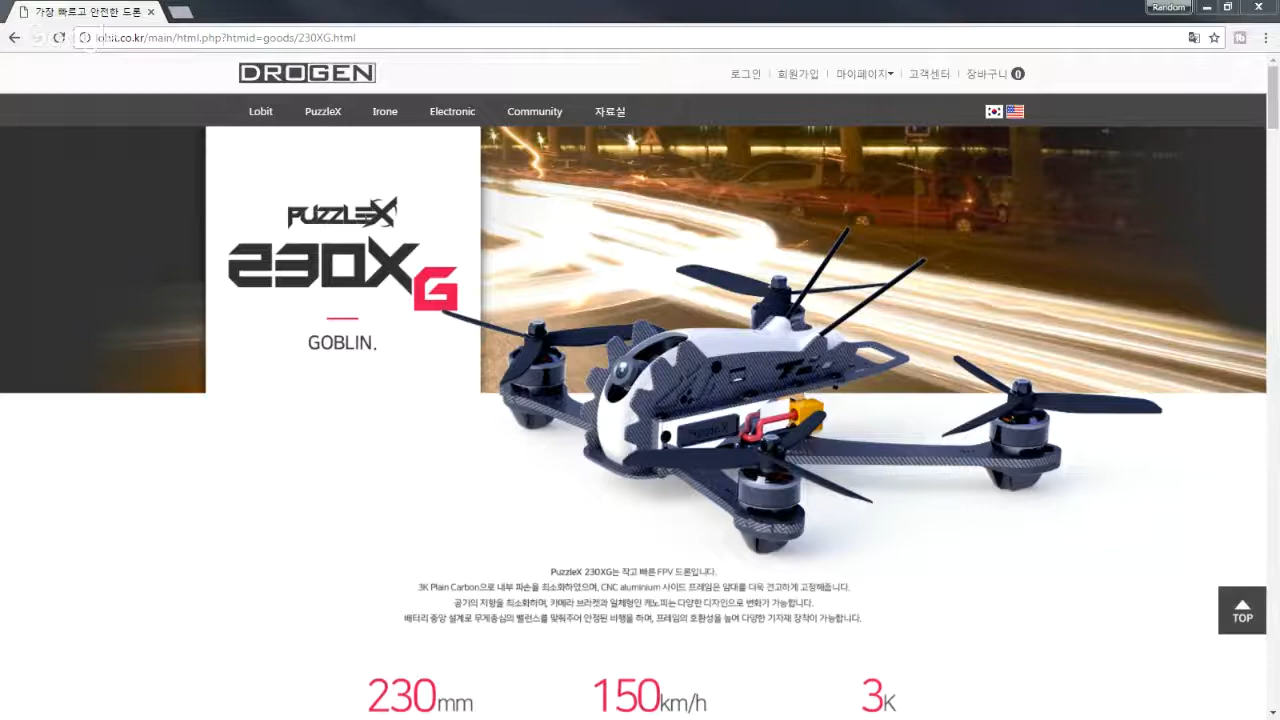 가장 빠르고 안전한 드론
Random
lobit.co.kr/main/html.php?htmid=goods/230XG.html
DROGEN
로그인 회원가입 마이페이지 고객센터 장바구니 0
Lobit PuzzleX Irone Electronic Community 자료실
PUZZLEX
230X G
GOBLIN.
PuzzleX 230XG는 작고 빠른 FPV 드론입니다.
3K Plain Carbon으로 내부 파손을 최소화하였으며, CNC aluminium 사이드 프레임은 암대를 더욱 견고하게 고정해줍니다.
공기의 저항을 최소화하며, 카메라 브라켓과 일체형인 캐노피는 다양한 디자인으로 변화가 가능합니다.
배터리 중앙 설계로 무게중심의 밸런스를 맞춰주어 안정된 비행을 하며, 프레임의 호환성을 높여 다양한 기자재 장착이 가능합니다.
TOP
230mm 150km/h 3K